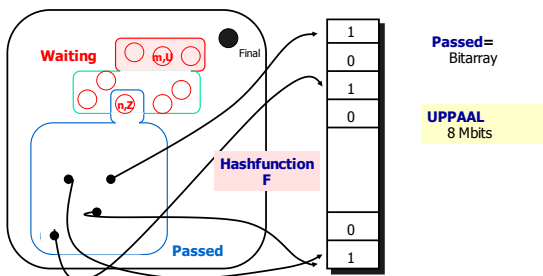 Waiting
m,U
Final
n,Z
Hashfunction
F
Passed
1
0
1
0
0
1
Passed=
Bitarray
UPPAAL
8 Mbits